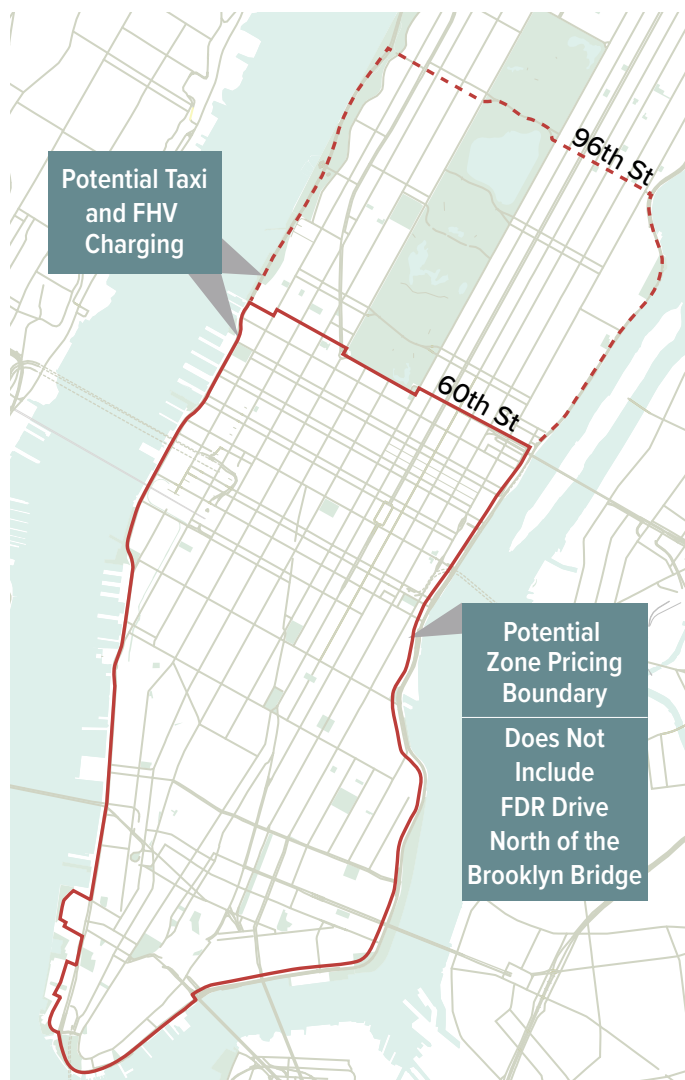 96th St
Potential Taxi
and FHV
Charging
60th St
Potential
Zone Pricing
Boundary
Does Not
Include
FDR Drive
North of the
Brooklyn Bridge